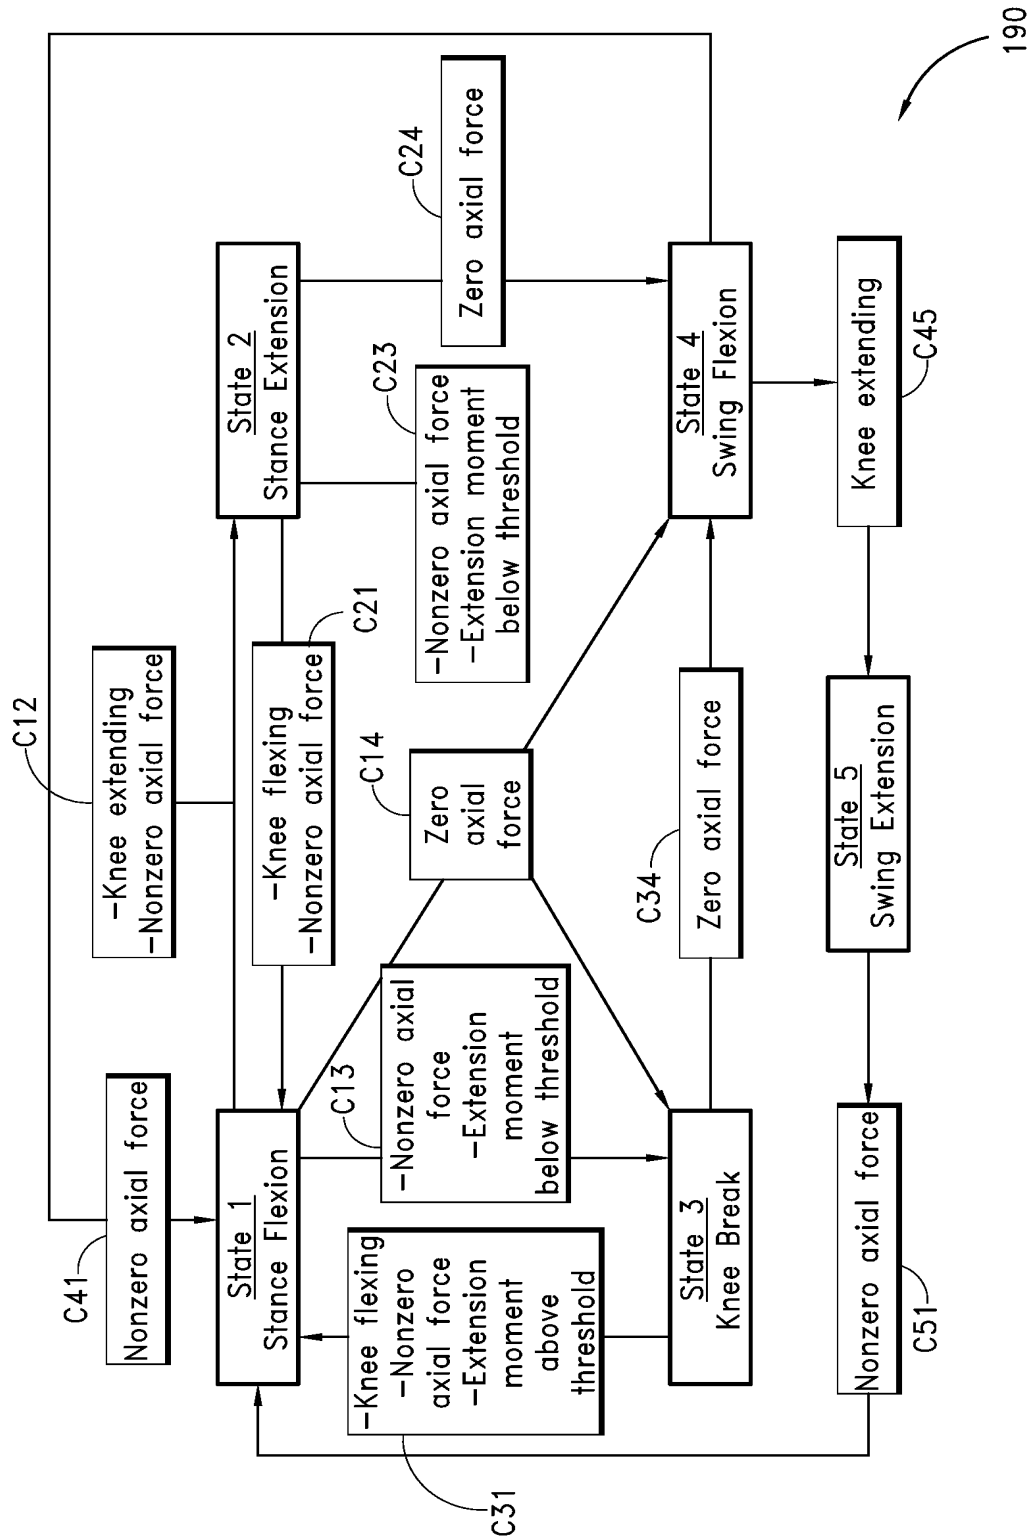 C12
C41
Nonzero axial force
-Knee extending
-Nonzero axial force
State 1
Stance Flexion
-Knee flexing
-Nonzero axial force
C21
State 2
Stance Extension
C31
-Knee flexing
-Nonzero
axial force
-Extension
moment
above
threshold
C13
-Nonzero axial
force
-Extension
moment
below threshold
C14
Zero
axial
force
C23
-Nonzero axial force
-Extension moment
below threshold
C24
Zero axial force
State 3
Knee Break
C34
Zero axial force
State 4
Swing Flexion
C51
Nonzero axial force
State 5
Swing Extension
Knee extending
C45
190